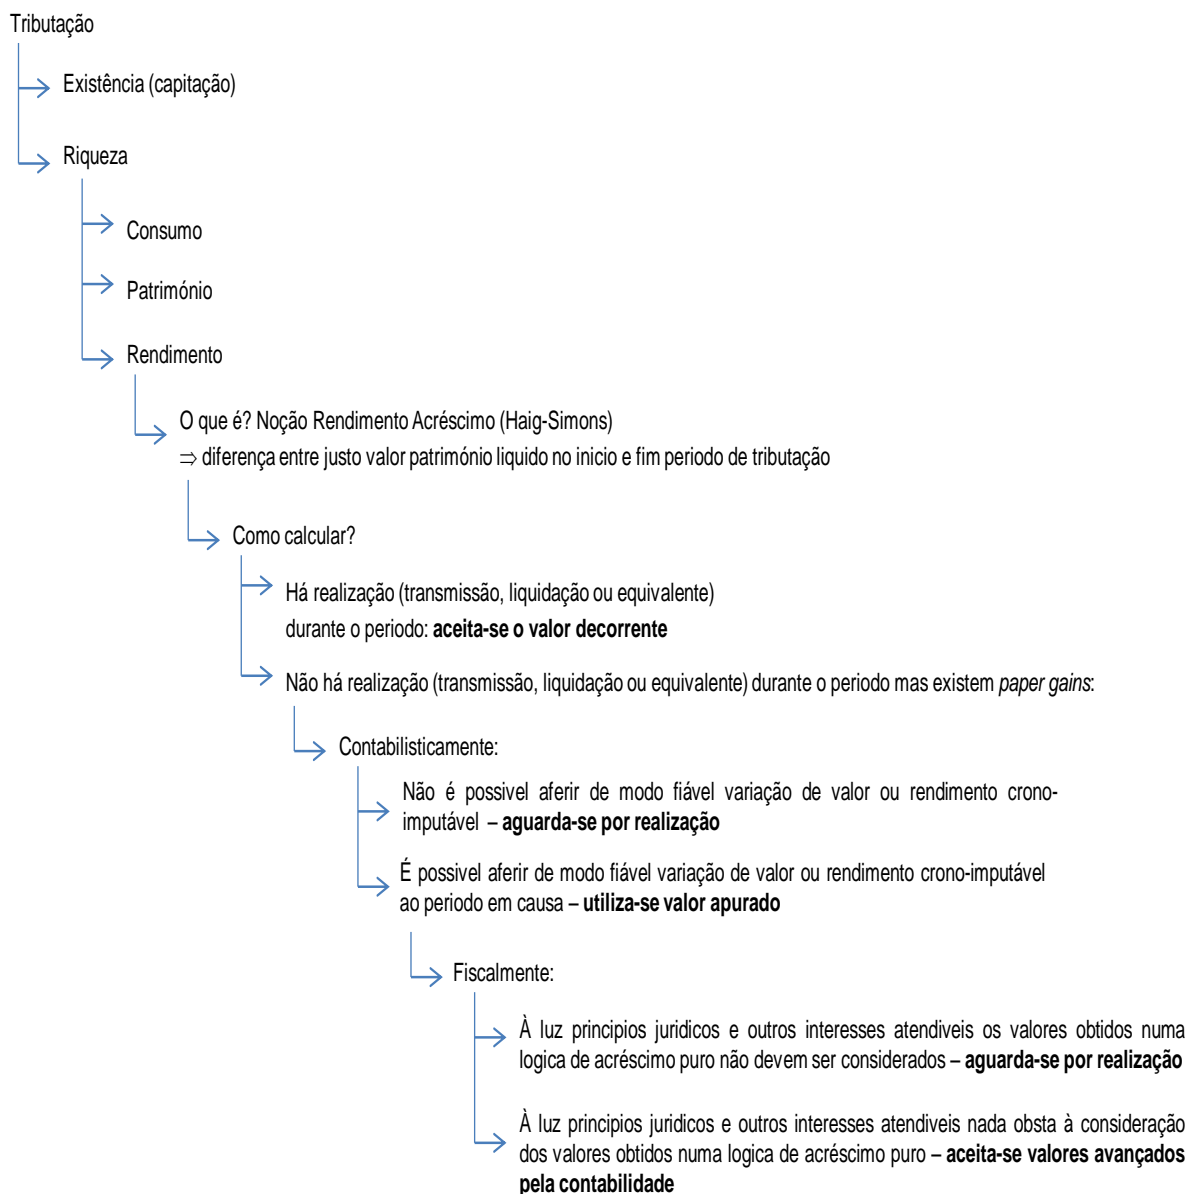 Tributação
Existência (capitação)
Riqueza
Consumo
Património
Rendimento
O que é? Noção Rendimento Acréscimo (Haig-Simons)
⇒ diferença entre justo valor património liquido no inicio e fim periodo de tributação
Como calcular?
Há realização (transmissão, liquidação ou equivalente)
durante o periodo: aceita-se o valor decorrente
Não há realização (transmissão, liquidação ou equivalente) durante o periodo mas existem paper gains:
Contabilisticamente:
Não é possivel aferir de modo fiável variação de valor ou rendimento crono-
imputável – aguarda-se por realização
É possivel aferir de modo fiável variação de valor ou rendimento crono-imputável
ao periodo em causa – utiliza-se valor apurado
Fiscalmente:
À luz principios juridicos e outros interesses atendiveis os valores obtidos numa
logica de acréscimo puro não devem ser considerados – aguarda-se por realização
À luz principios juridicos e outros interesses atendiveis nada obsta à consideração
dos valores obtidos numa logica de acréscimo puro – aceita-se valores avançados
pela contabilidade